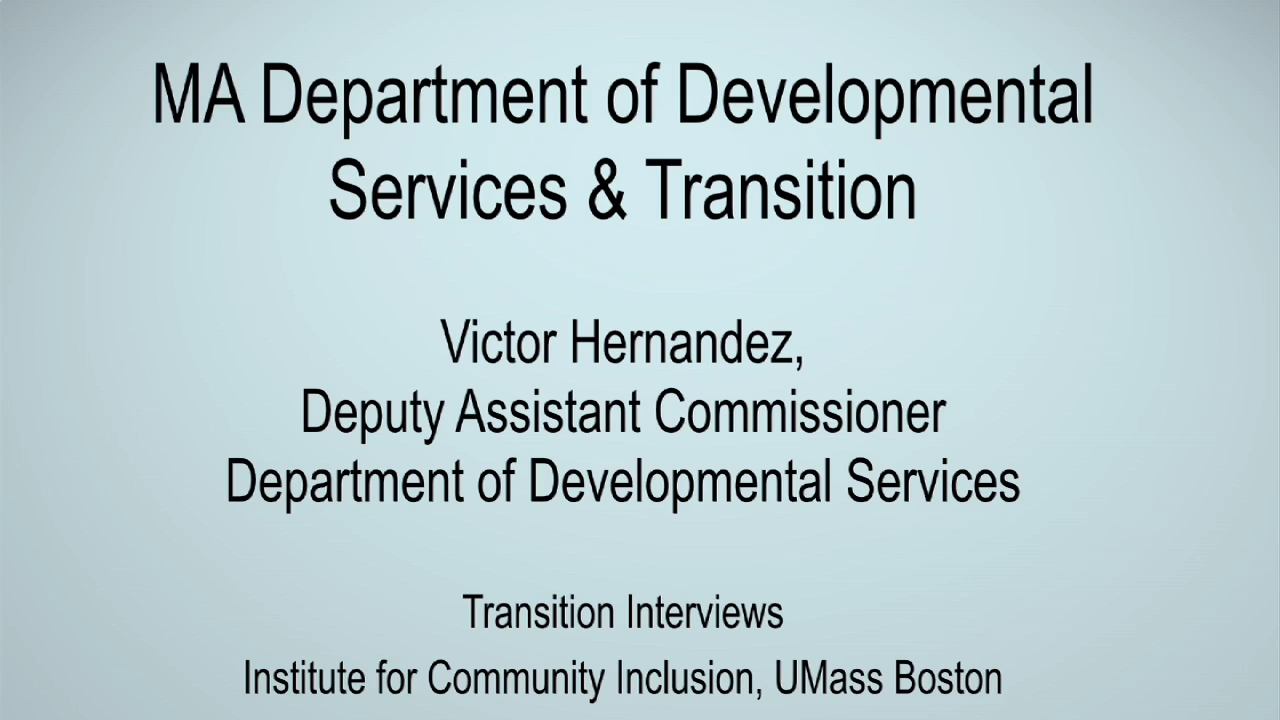 MA Department of Developmental
Services & Transition
Victor Hernandez,
Deputy Assistant Commissioner
Department of Developmental Services
Transition Interviews
Institute for Community Inclusion, UMass Boston